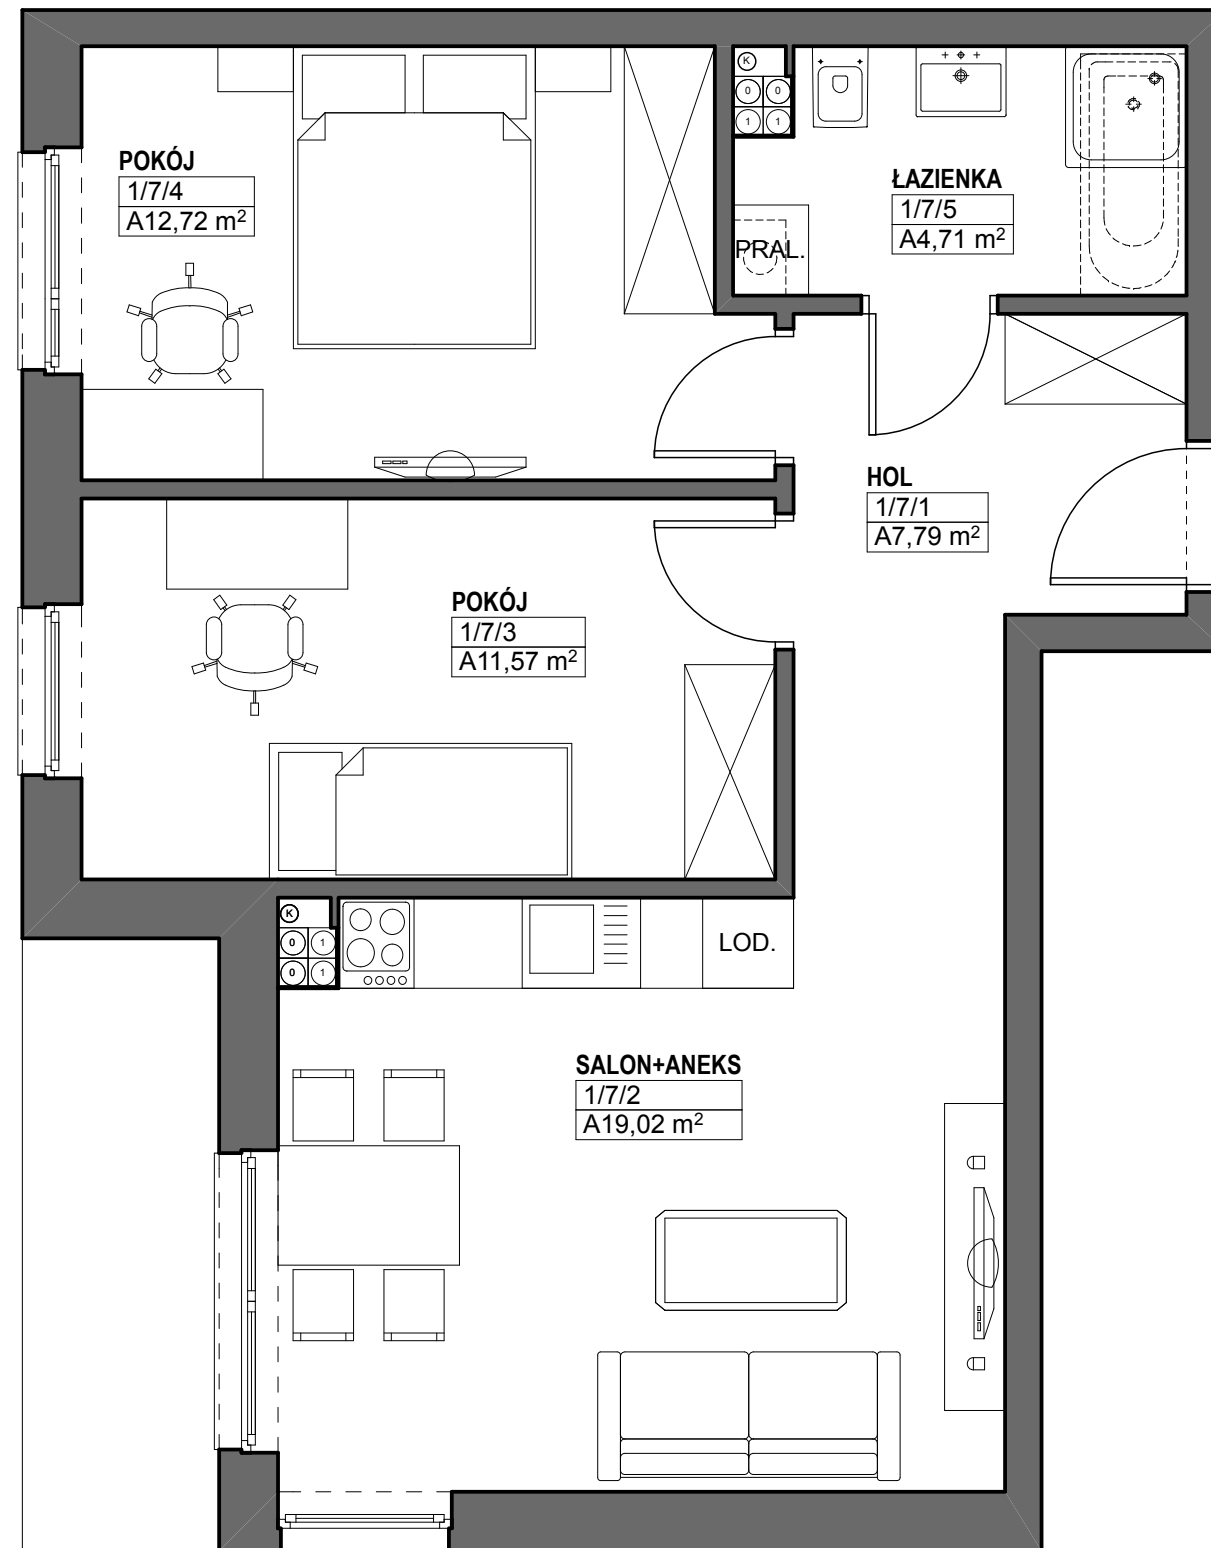 K
0 0
1 1
POKÓJ
1/7/4
A12,72 m²
ŁAZIENKA
1/7/5
A4,71 m²
PRAL.
HOL
1/7/1
A7,79 m²
POKÓJ
1/7/3
A11,57 m²
K
0 1
0 1
LOD.
SALON+ANEKS
1/7/2
A19,02 m²